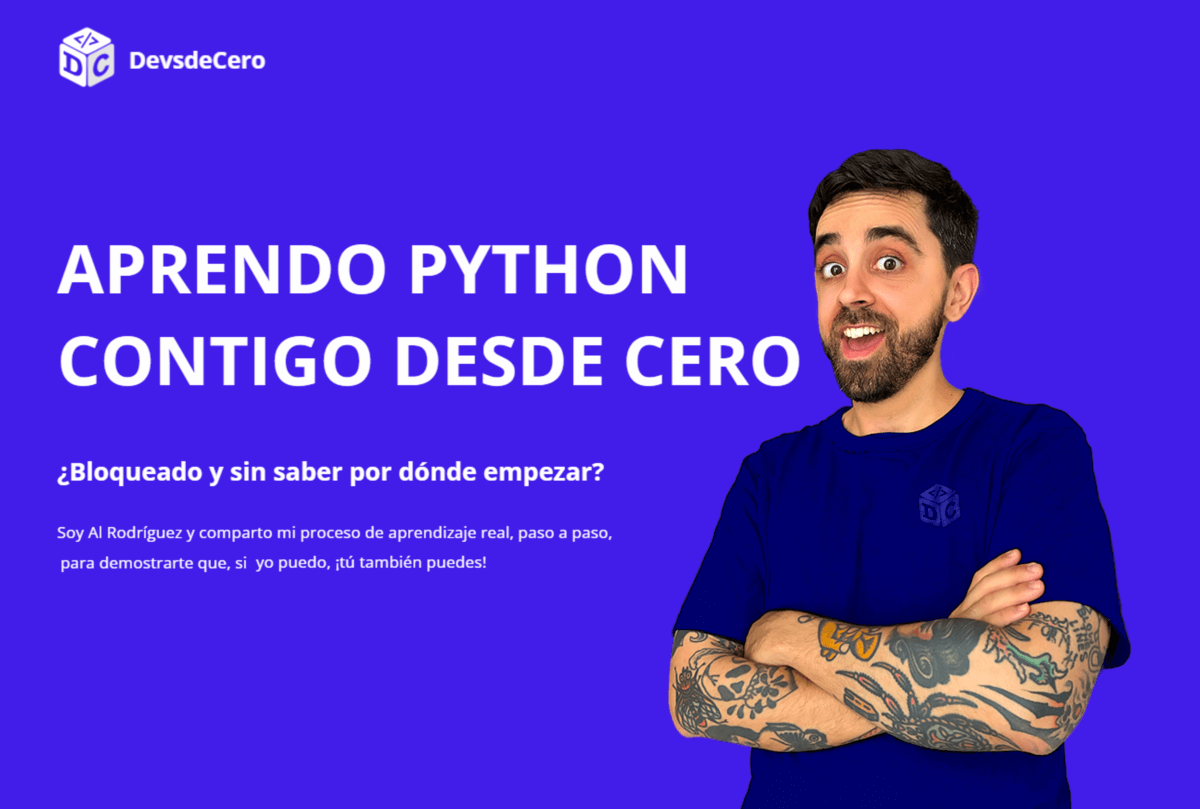 </> D C DevsdeCero
APRENDO PYTHON
CONTIGO DESDE CERO
¿Bloqueado y sin saber por dónde empezar?
Soy Al Rodríguez y comparto mi proceso de aprendizaje real, paso a paso,
para demostrarte que, si yo puedo, ¡tú también puedes!
</> D C